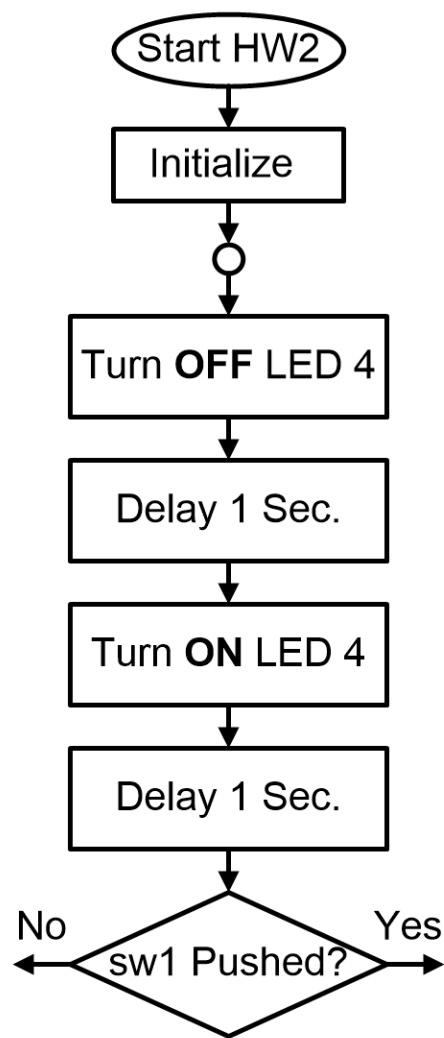 Start HW2
Initialize
Turn OFF LED 4
Delay 1 Sec.
Turn ON LED 4
Delay 1 Sec.
No
Yes
sw1 Pushed?